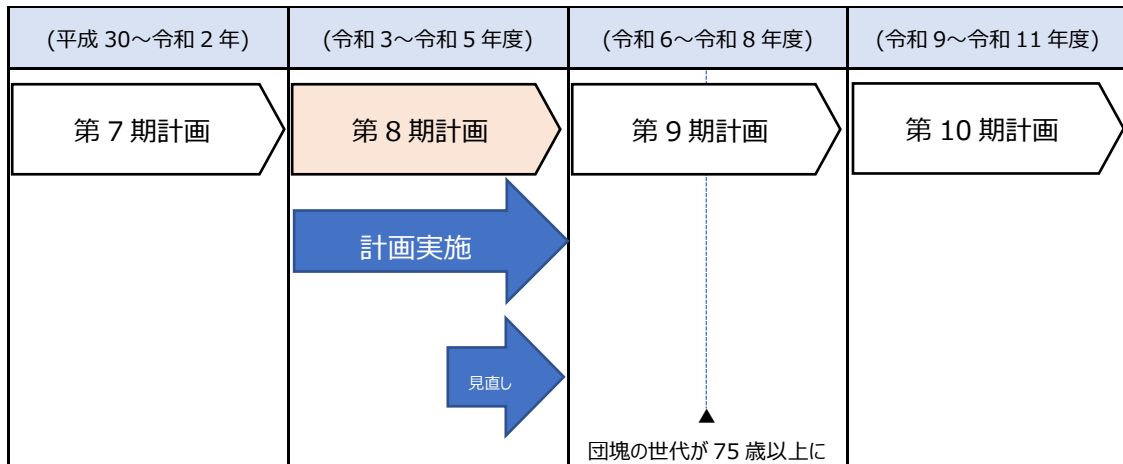 (平成 30～令和 2 年)
(令和 3～令和 5 年度)
(令和 6～令和 8 年度)
(令和 9～令和 11 年度)
第 7 期計画
第 8 期計画
第 9 期計画
第 10 期計画
計画実施
見直し
▲
団塊の世代が 75 歳以上に